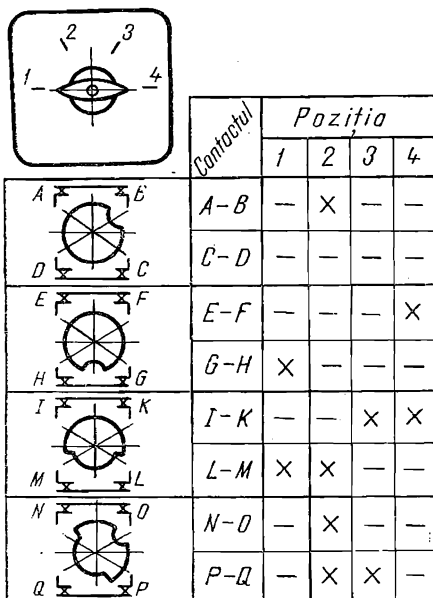 1 2 3 4
Contactul Poziția
1 2 3 4
A B
D C
A-B — × — —
C-D — — — —
E F
H G
E-F — — — ×
G-H × — — —
I K
M L
I-K — — × ×
L-M × × — —
N O
Q P
N-O — × — —
P-Q — × × —